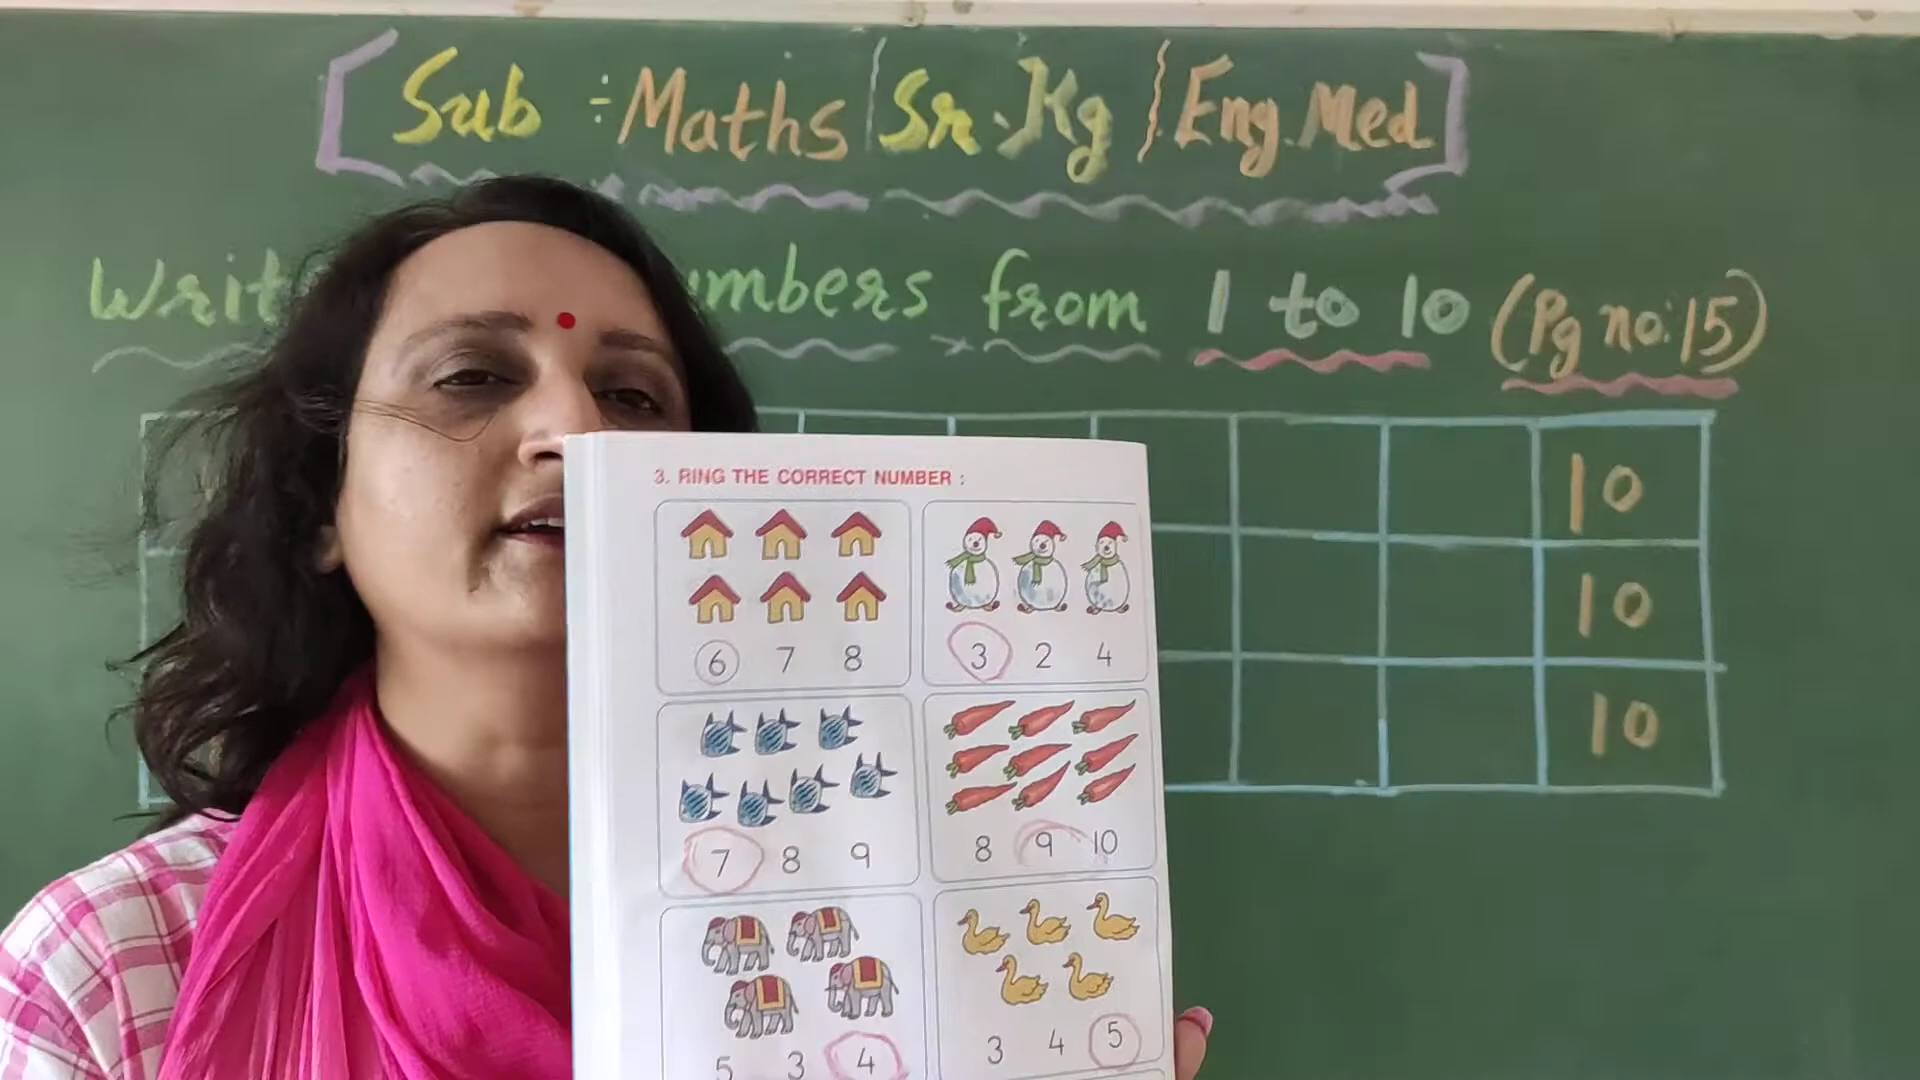 Sub :- Maths | Sr. Kg } Eng. Med
Writ umbers from 1 to 10 (Pg no: 15)
10
10
10
3. RING THE CORRECT NUMBER :
6 7 8
3 2 4
7 8 9
8 9 10
5 3 4
3 4 5